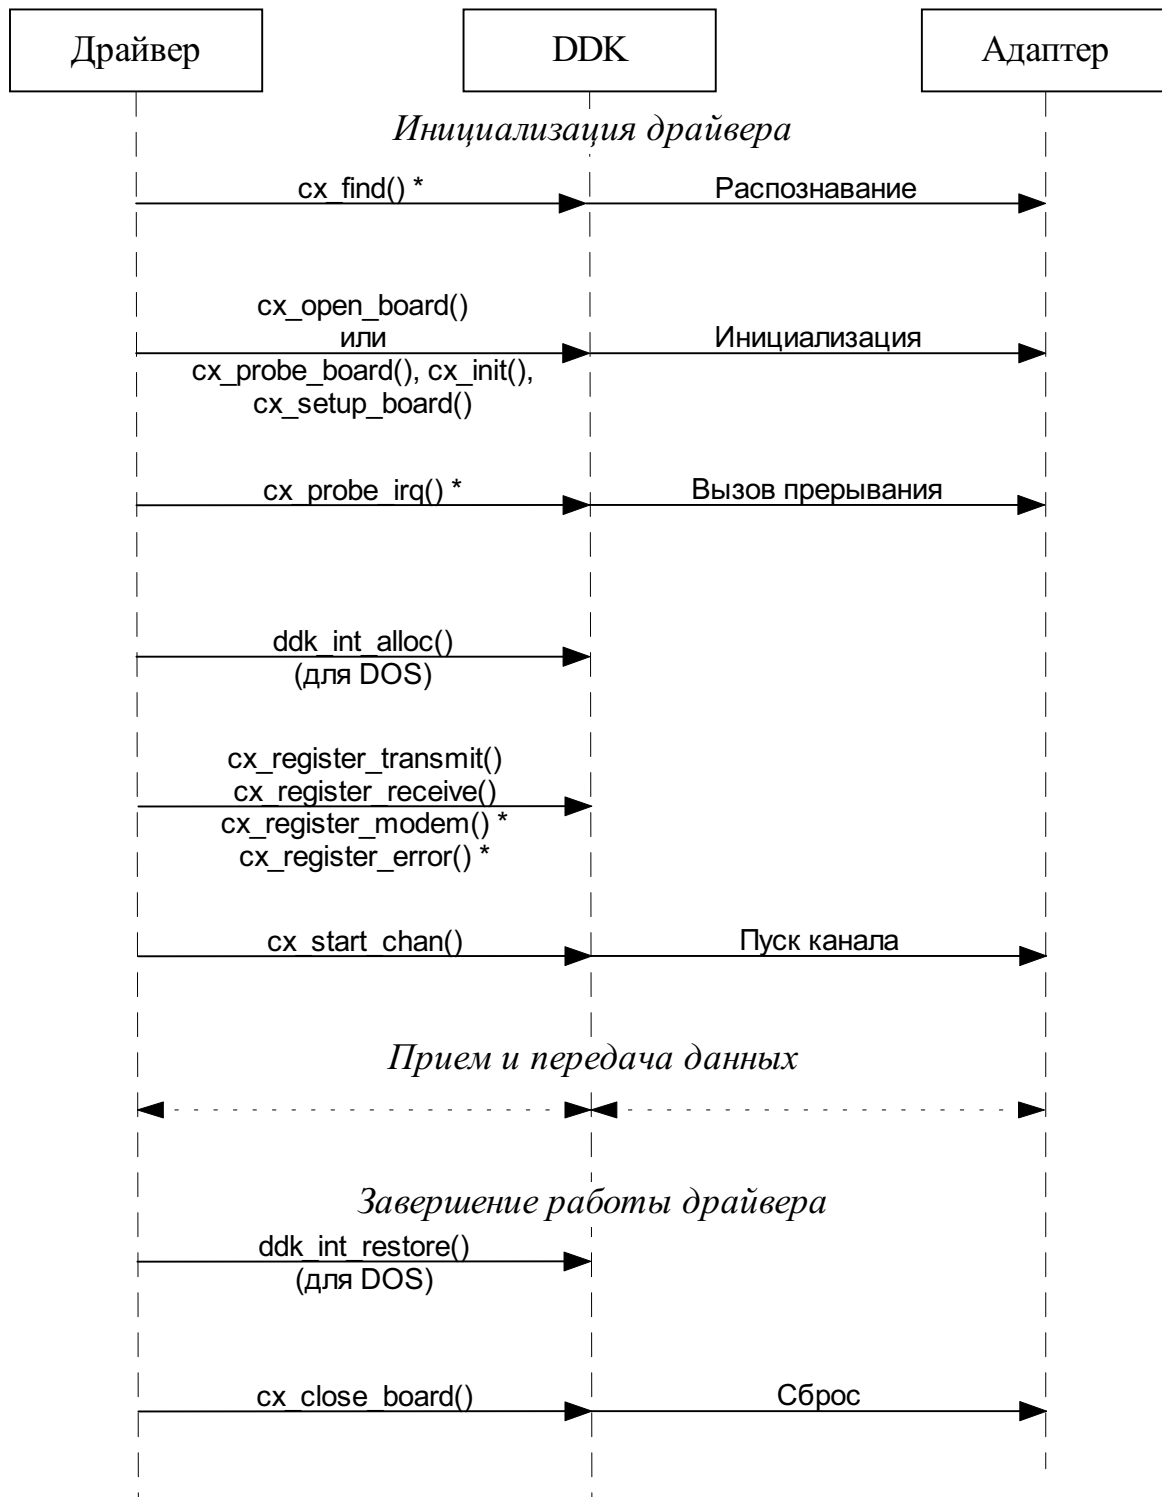 Драйвер
DDK
Адаптер
Инициализация драйвера
cx_find() *
Распознавание
cx_open_board()
или
cx_probe_board(), cx_init(),
cx_setup_board()
Инициализация
cx_probe_irq() *
Вызов прерывания
ddk_int_alloc()
(для DOS)
cx_register_transmit()
cx_register_receive()
cx_register_modem() *
cx_register_error() *
cx_start_chan()
Пуск канала
Прием и передача данных
Завершение работы драйвера
ddk_int_restore()
(для DOS)
cx_close_board()
Сброс